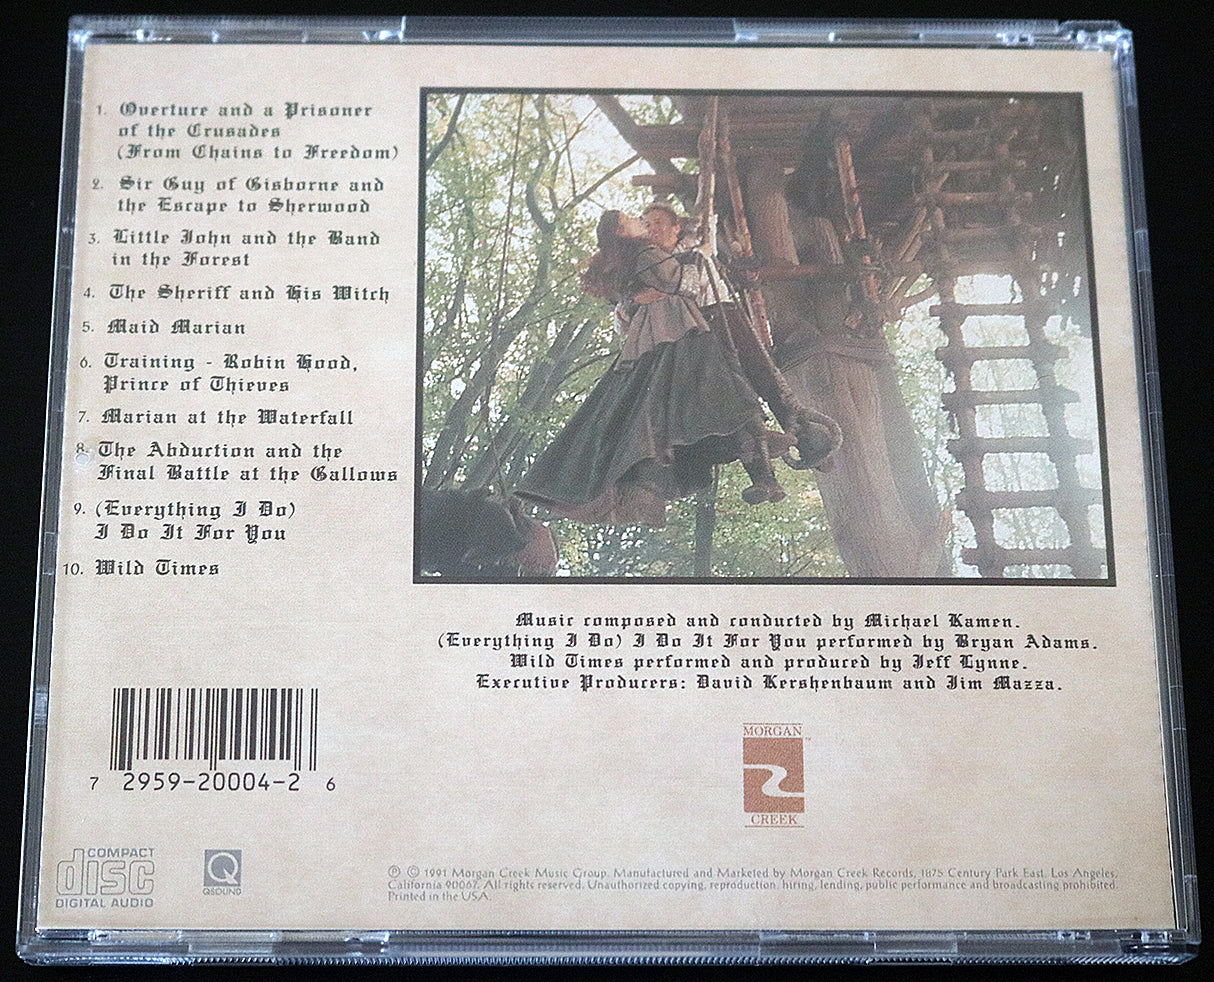 1. Overture and a Prisoner
of the Crusades
(From Chains to Freedom)
2. Sir Guy of Gisborne and
the Escape to Sherwood
3. Little John and the Band
in the Forest
4. The Sheriff and His Witch
5. Maid Marian
6. Training - Robin Hood,
Prince of Thieves
7. Marian at the Waterfall
8. The Abduction and the
Final Battle at the Gallows
9. (Everything I Do)
I Do It For You
10. Wild Times
Music composed and conducted by Michael Kamen.
(Everything I Do) I Do It For You performed by Bryan Adams.
Wild Times performed and produced by Jeff Lynne.
Executive Producers: David Kershenbaum and Jim Mazza.
7 2959-20004-2 6
MORGAN
™
CREEK
COMPACT
disc
DIGITAL AUDIO
Q
QSOUND
℗ © 1991 Morgan Creek Music Group. Manufactured and Marketed by Morgan Creek Records, 1875 Century Park East, Los Angeles,
California 90067. All rights reserved. Unauthorized copying, reproduction, hiring, lending, public performance and broadcasting prohibited.
Printed in the USA.